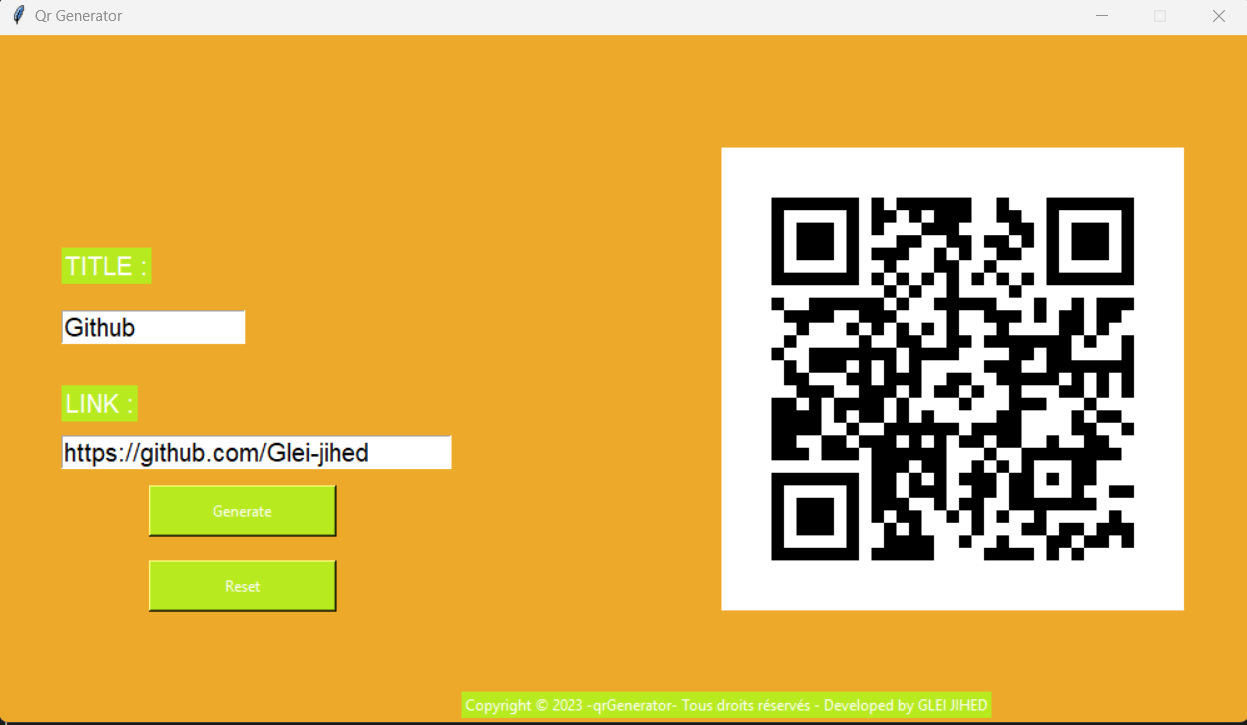 Qr Generator
TITLE :
Github
LINK :
https://github.com/Glei-jihed
Generate
Reset
Copyright © 2023 -qrGenerator- Tous droits réservés - Developed by GLEI JIHED